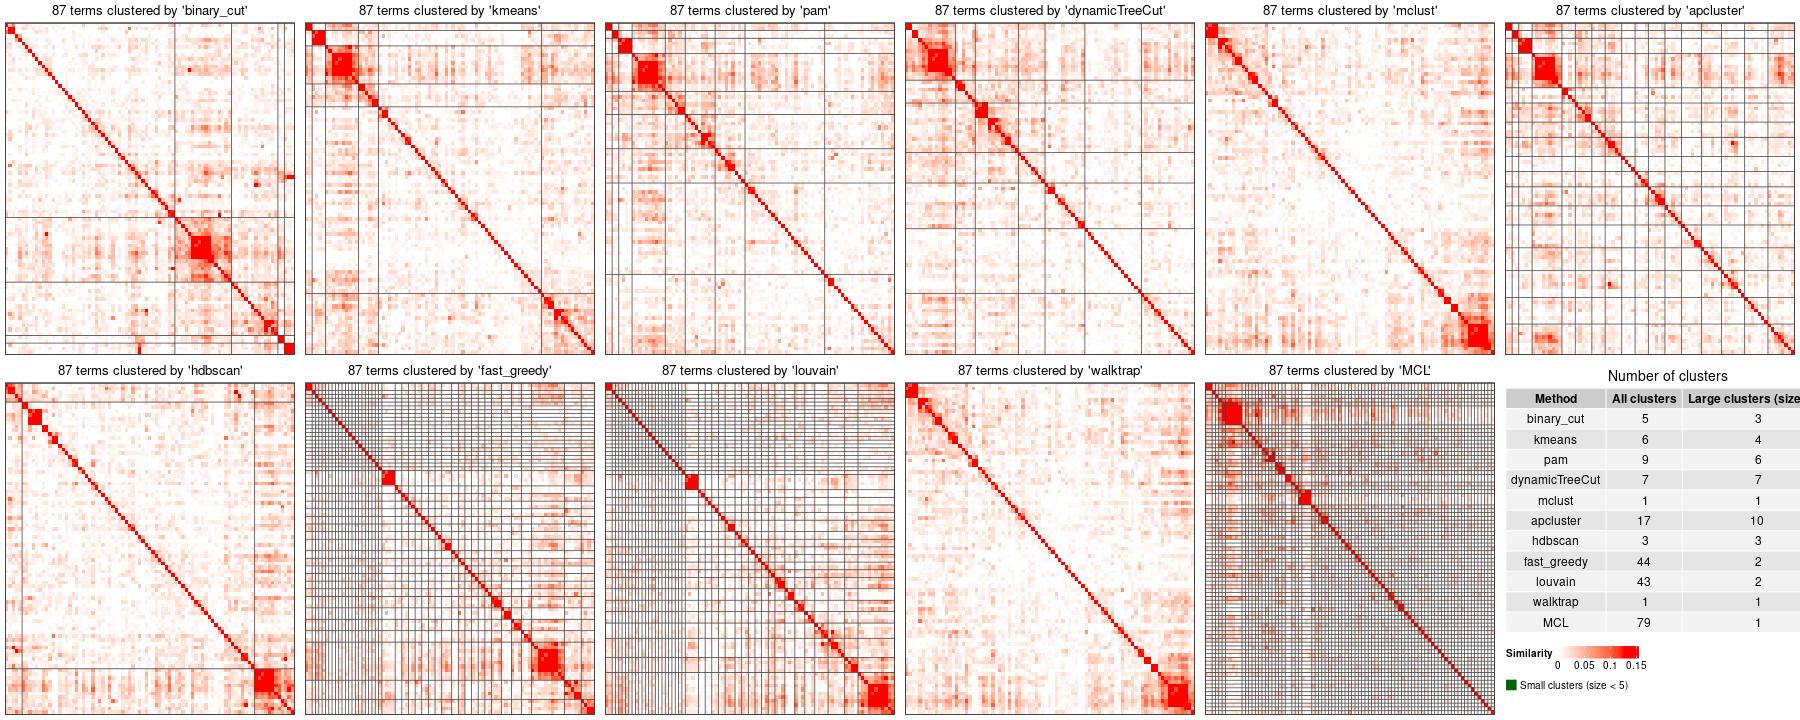 87 terms clustered by 'binary_cut'
87 terms clustered by 'kmeans'
87 terms clustered by 'pam'
87 terms clustered by 'dynamicTreeCut'
87 terms clustered by 'mclust'
87 terms clustered by 'apcluster'
87 terms clustered by 'hdbscan'
87 terms clustered by 'fast_greedy'
87 terms clustered by 'louvain'
87 terms clustered by 'walktrap'
87 terms clustered by 'MCL'
Number of clusters
Method All clusters Large clusters (size
binary_cut 5 3
kmeans 6 4
pam 9 6
dynamicTreeCut 7 7
mclust 1 1
apcluster 17 10
hdbscan 3 3
fast_greedy 44 2
louvain 43 2
walktrap 1 1
MCL 79 1
Similarity
0 0.05 0.1 0.15
Small clusters (size < 5)